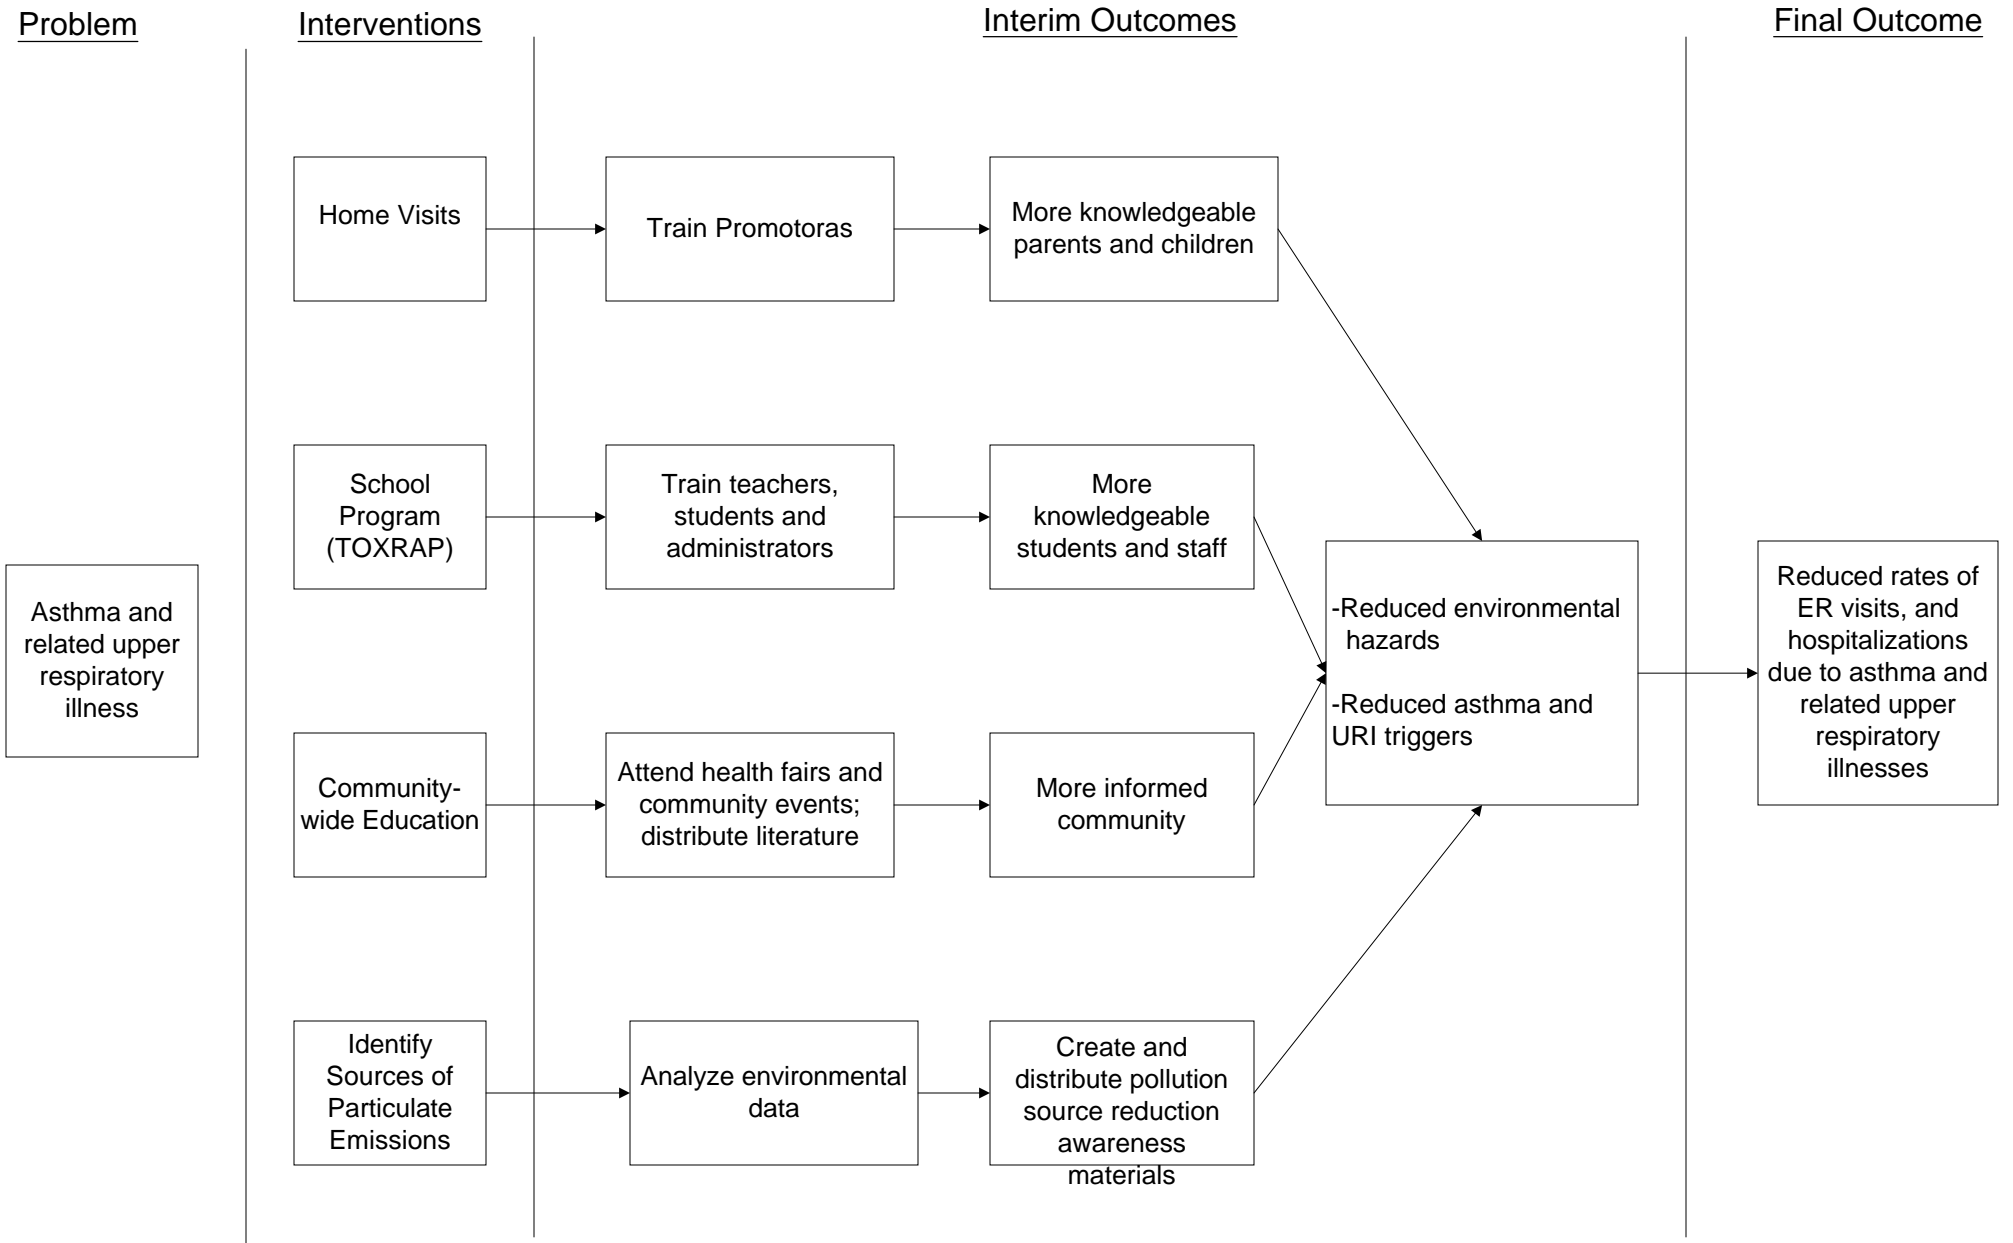 Problem
Interventions
Interim Outcomes
Final Outcome
Asthma and
related upper
respiratory
illness
Home Visits
Train Promotoras
More knowledgeable
parents and children
School
Program
(TOXRAP)
Train teachers,
students and
administrators
More
knowledgeable
students and staff
Community-
wide Education
Attend health fairs and
community events;
distribute literature
More informed
community
Identify
Sources of
Particulate
Emissions
Analyze environmental
data
Create and
distribute pollution
source reduction
awareness
materials
-Reduced environmental
hazards
-Reduced asthma and
URI triggers
Reduced rates of
ER visits, and
hospitalizations
due to asthma and
related upper
respiratory
illnesses